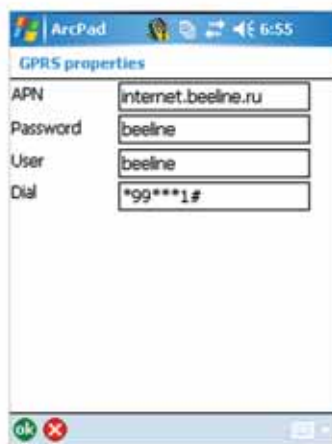 ArcPad 6:55
GPRS properties
APN internet.beeline.ru
Password beeline
User beeline
Dial *99***1#
ok